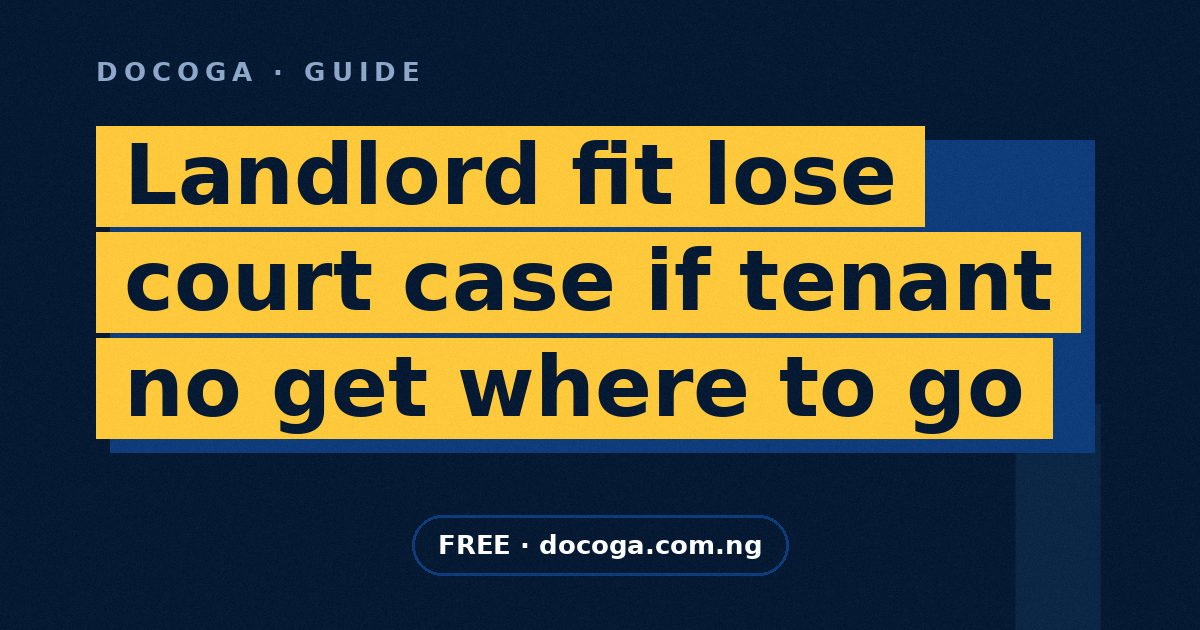 DOCOGA · GUIDE
Landlord fit lose
court case if tenant
no get where to go
FREE · docoga.com.ng